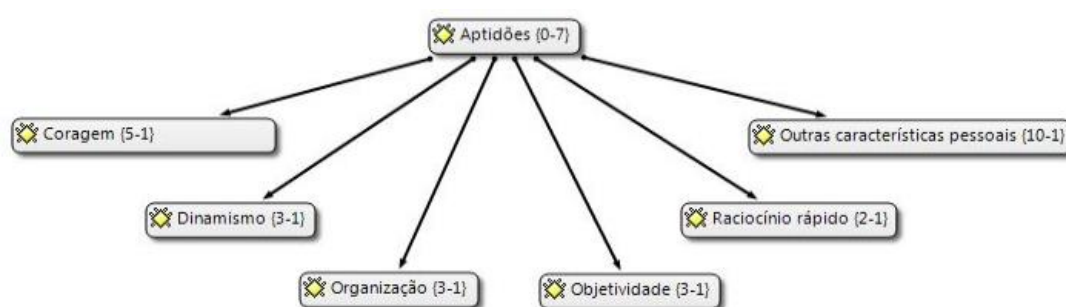 Aptidões {0-7}
Coragem {5-1}
Outras características pessoais {10-1}
Dinamismo {3-1}
Raciocínio rápido {2-1}
Organização {3-1}
Objetividade {3-1}